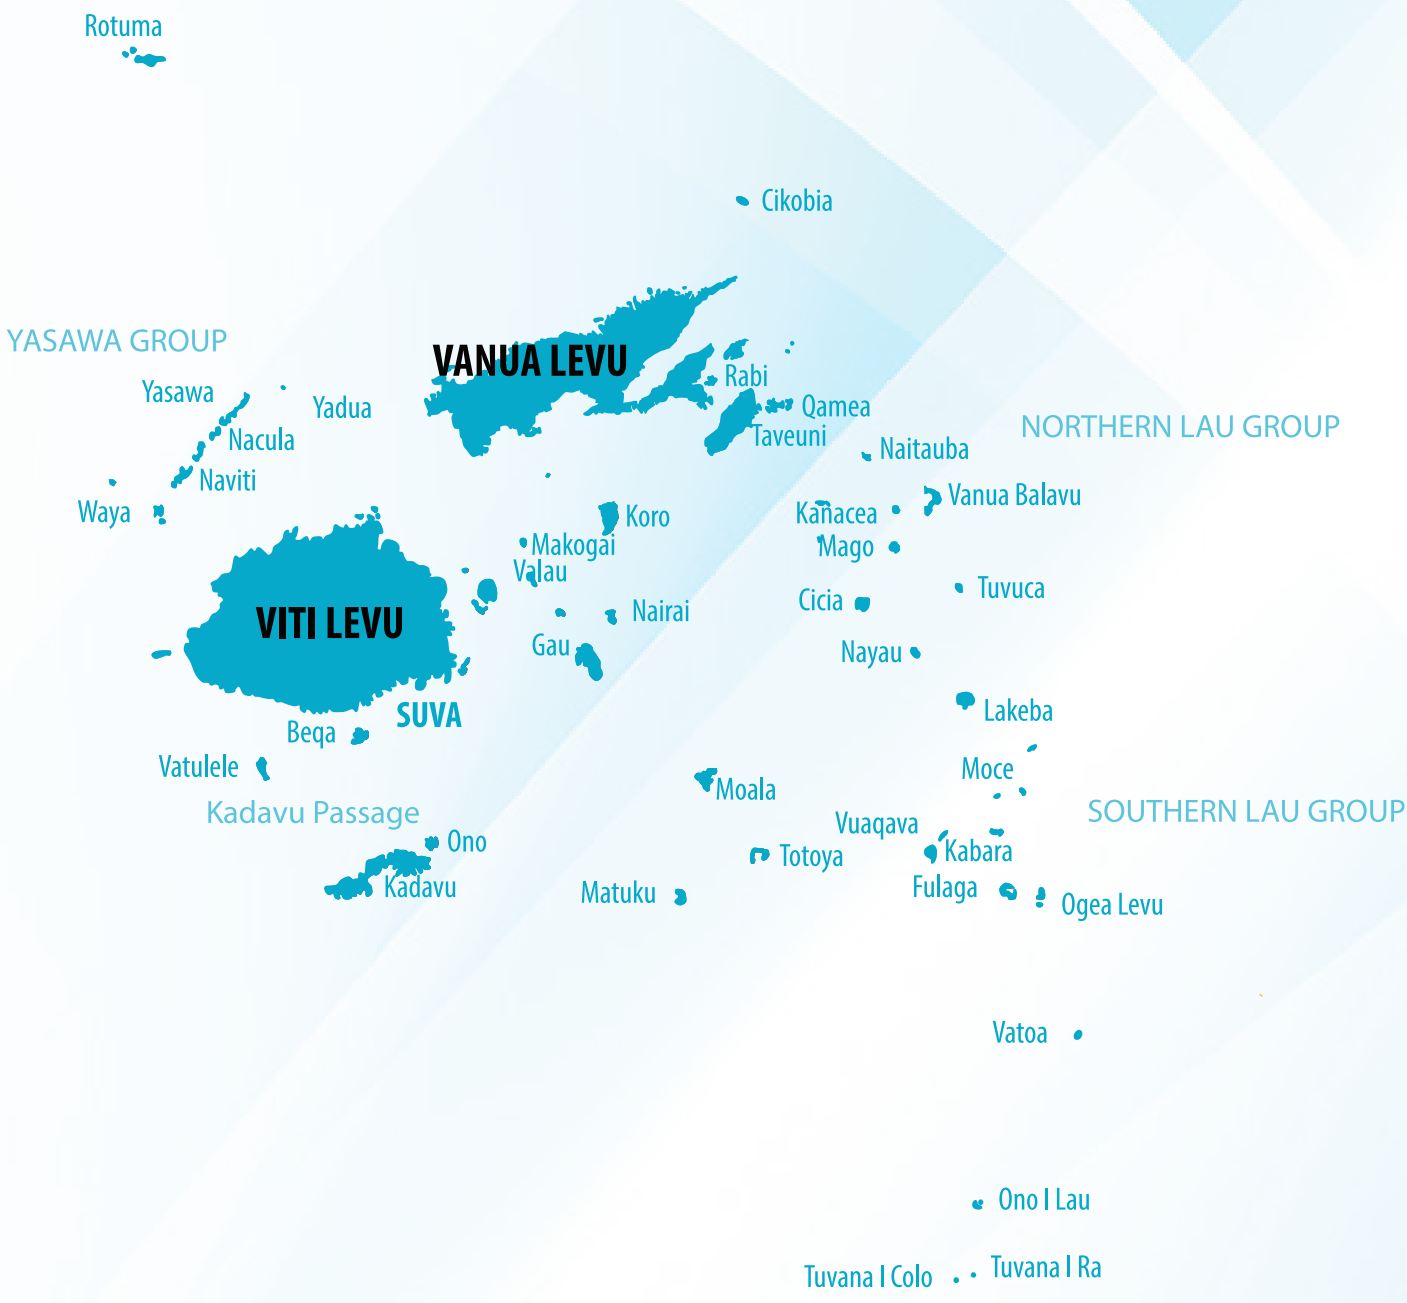 Rotuma
Cikobia
YASAWA GROUP
VANUA LEVU
Rabi
Yasawa
Yadua
Qamea
Taveuni
NORTHERN LAU GROUP
Nacula
Naitauba
Naviti
Vanua Balavu
Waya
Koro
Kanacea
Makogai
Mago
Valau
Tuvuca
Cicia
VITI LEVU
Nairai
Gau
Nayau
SUVA
Lakeba
Beqa
Vatulele
Moce
Moala
Kadavu Passage
SOUTHERN LAU GROUP
Vuaqava
Ono
Totoya
Kabara
Kadavu
Matuku
Fulaga
Ogea Levu
Vatoa
Ono I Lau
Tuvana I Colo
Tuvana I Ra